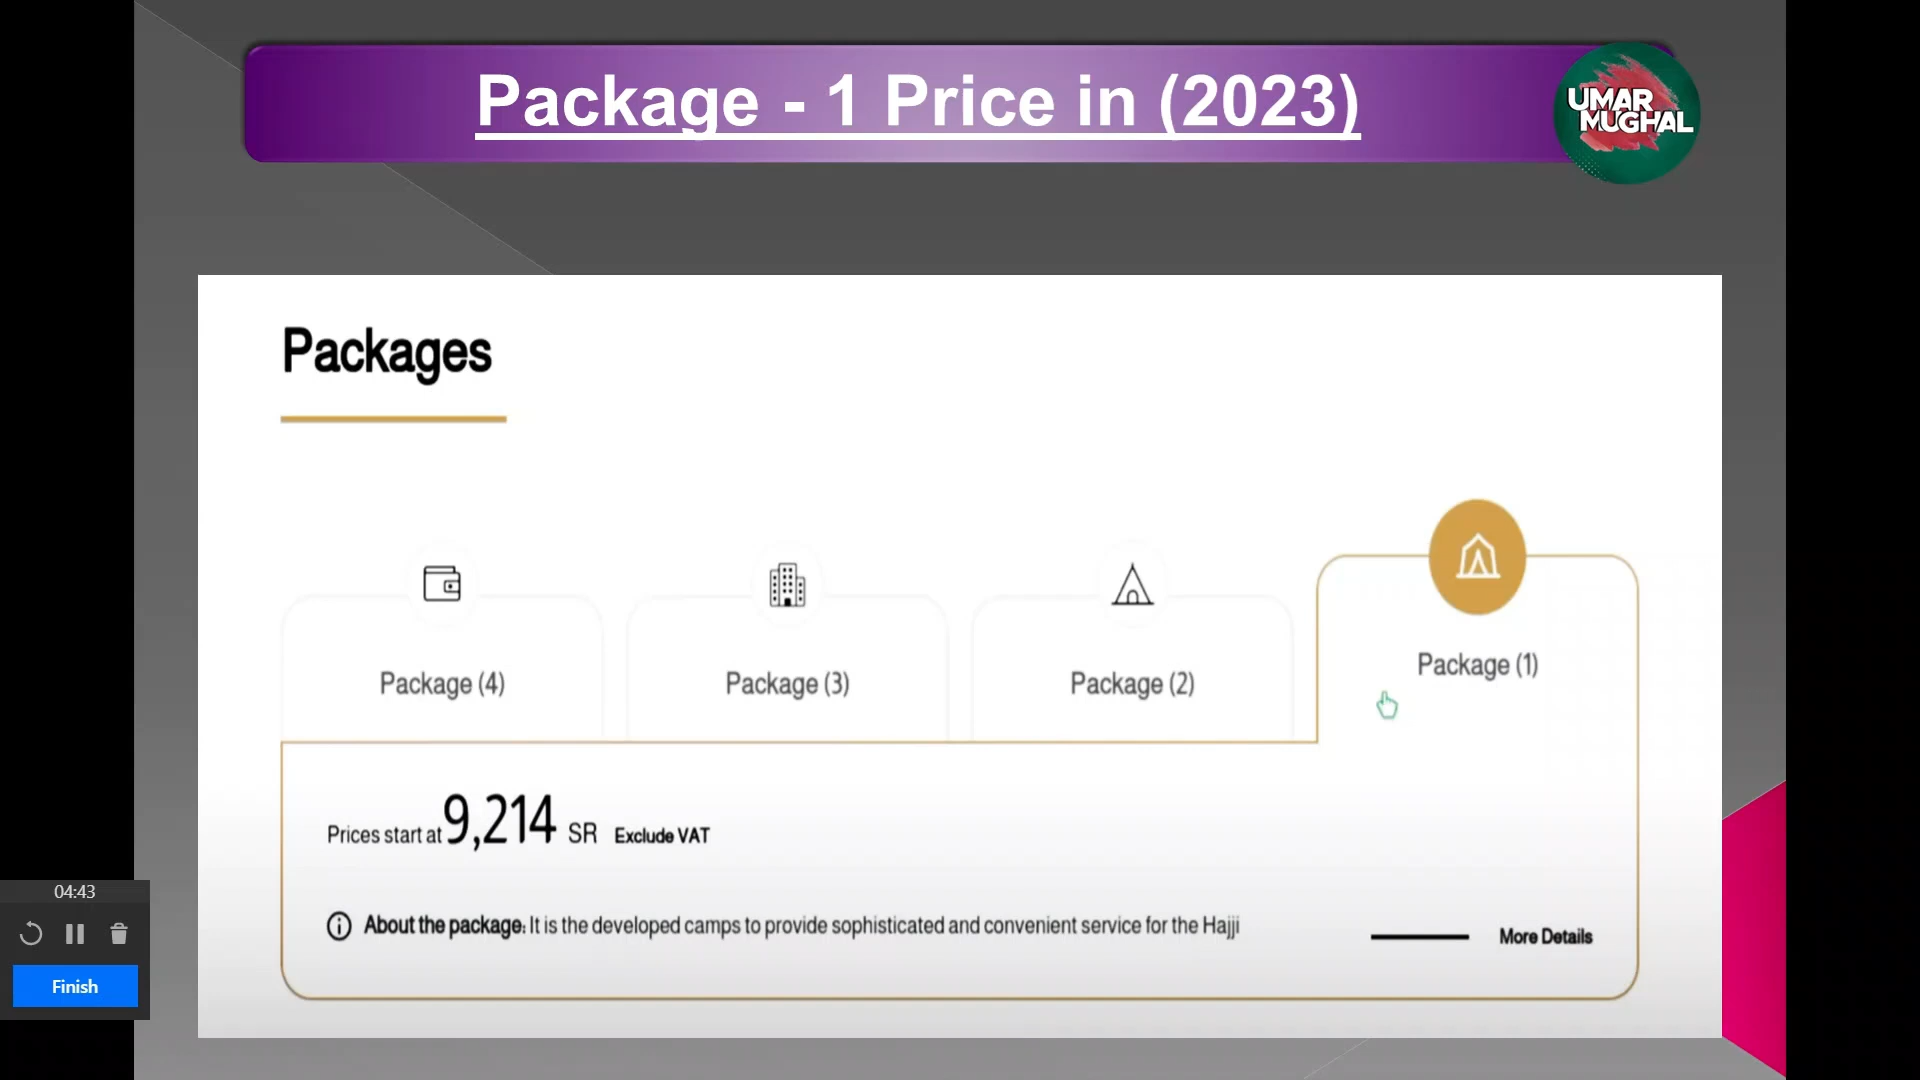 Package - 1 Price in (2023)
UMAR
MUGHAL
Packages
Package (4)
Package (3)
Package (2)
Package (1)
Prices start at 9,214 SR Exclude VAT
About the package: It is the developed camps to provide sophisticated and convenient service for the Hajji
More Details
04:43
Finish